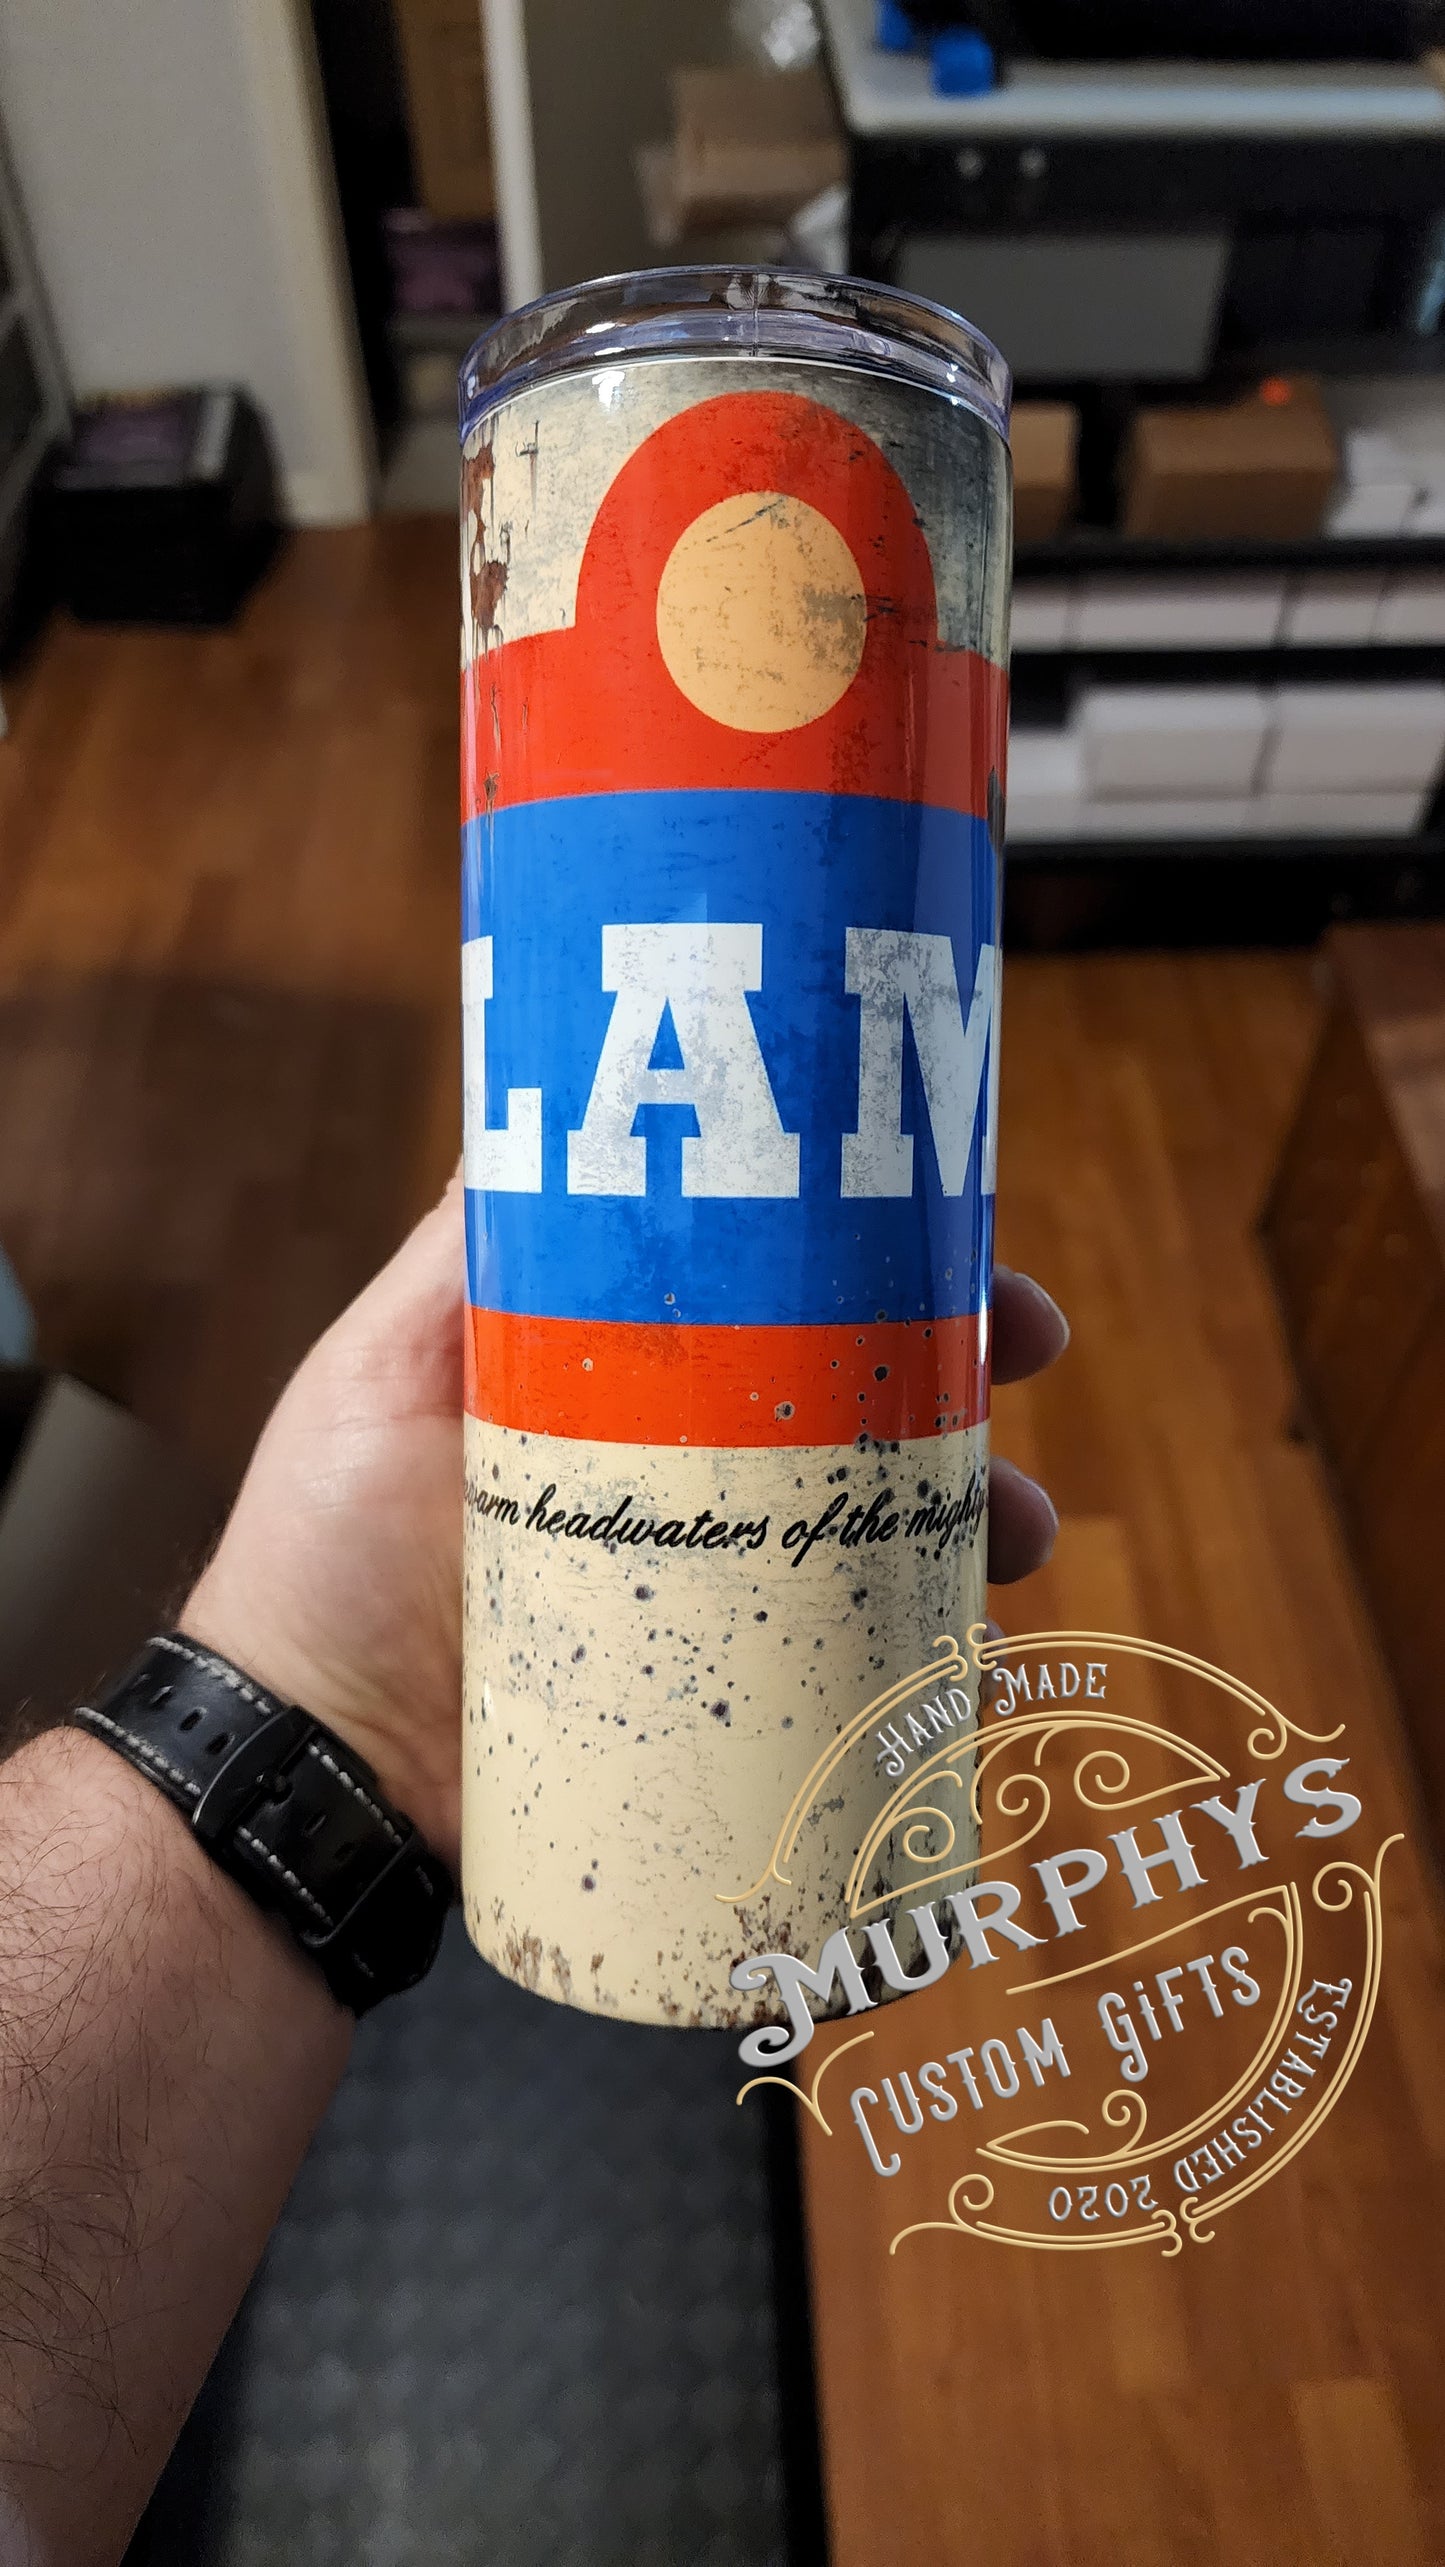 LAM
warm headwaters of the mighty
HAND MADE
MURPHYS
CUSTOM GiFTS
ESTABLISHED 2020